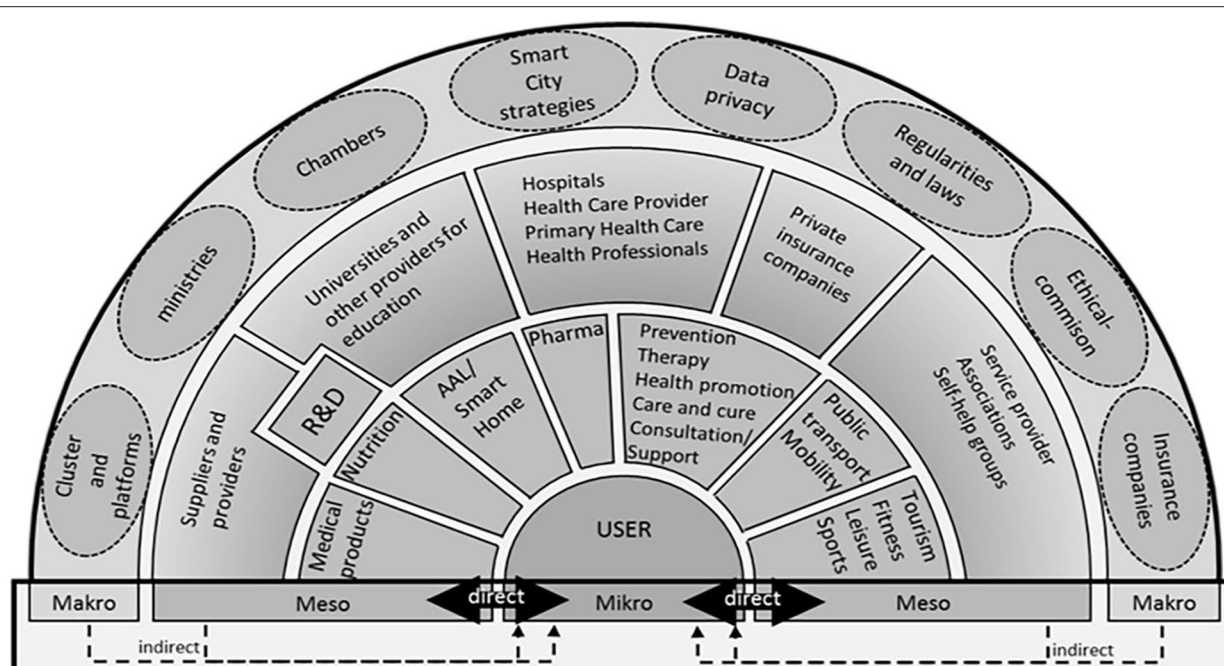 Smart
City
strategies
Data
privacy
Chambers
Regularities
and laws
ministries
Ethical-
commison
Cluster
and
platforms
Insurance
companies
Hospitals
Health Care Provider
Primary Health Care
Health Professionals
Universities and
other providers for
education
Private
insurance
companies
Suppliers and
providers
R&D
Service provider
Associations
Self-help groups
Medical
products
Nutrition
AAL/
Smart
Home
Pharma
Prevention
Therapy
Health promotion
Care and cure
Consultation/
Support
Public
transport
Mobility
Tourism
Fitness
Leisure
Sports
USER
Makro
Meso
direct
Mikro
direct
Meso
Makro
indirect
indirect